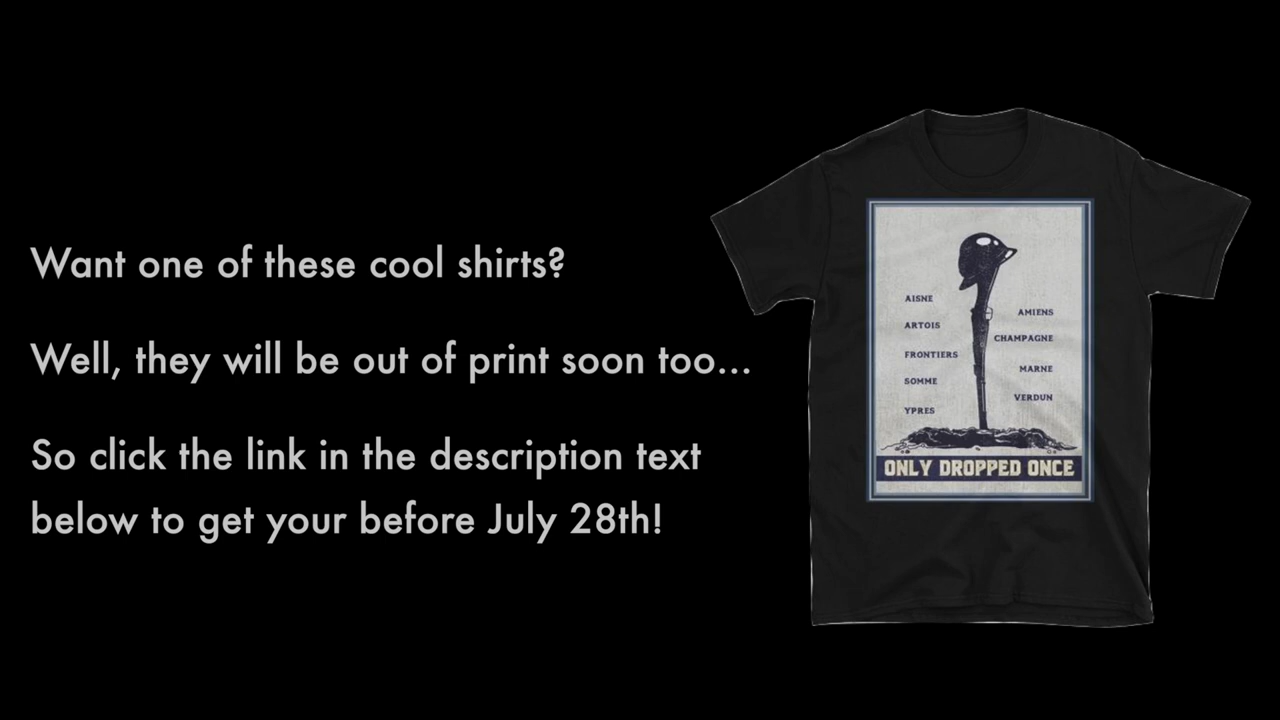 Want one of these cool shirts?
Well, they will be out of print soon too...
So click the link in the description text
below to get your before July 28th!
AISNE
ARTOIS
FRONTIERS
SOMME
YPRES
AMIENS
CHAMPAGNE
MARNE
VERDUN
ONLY DROPPED ONCE